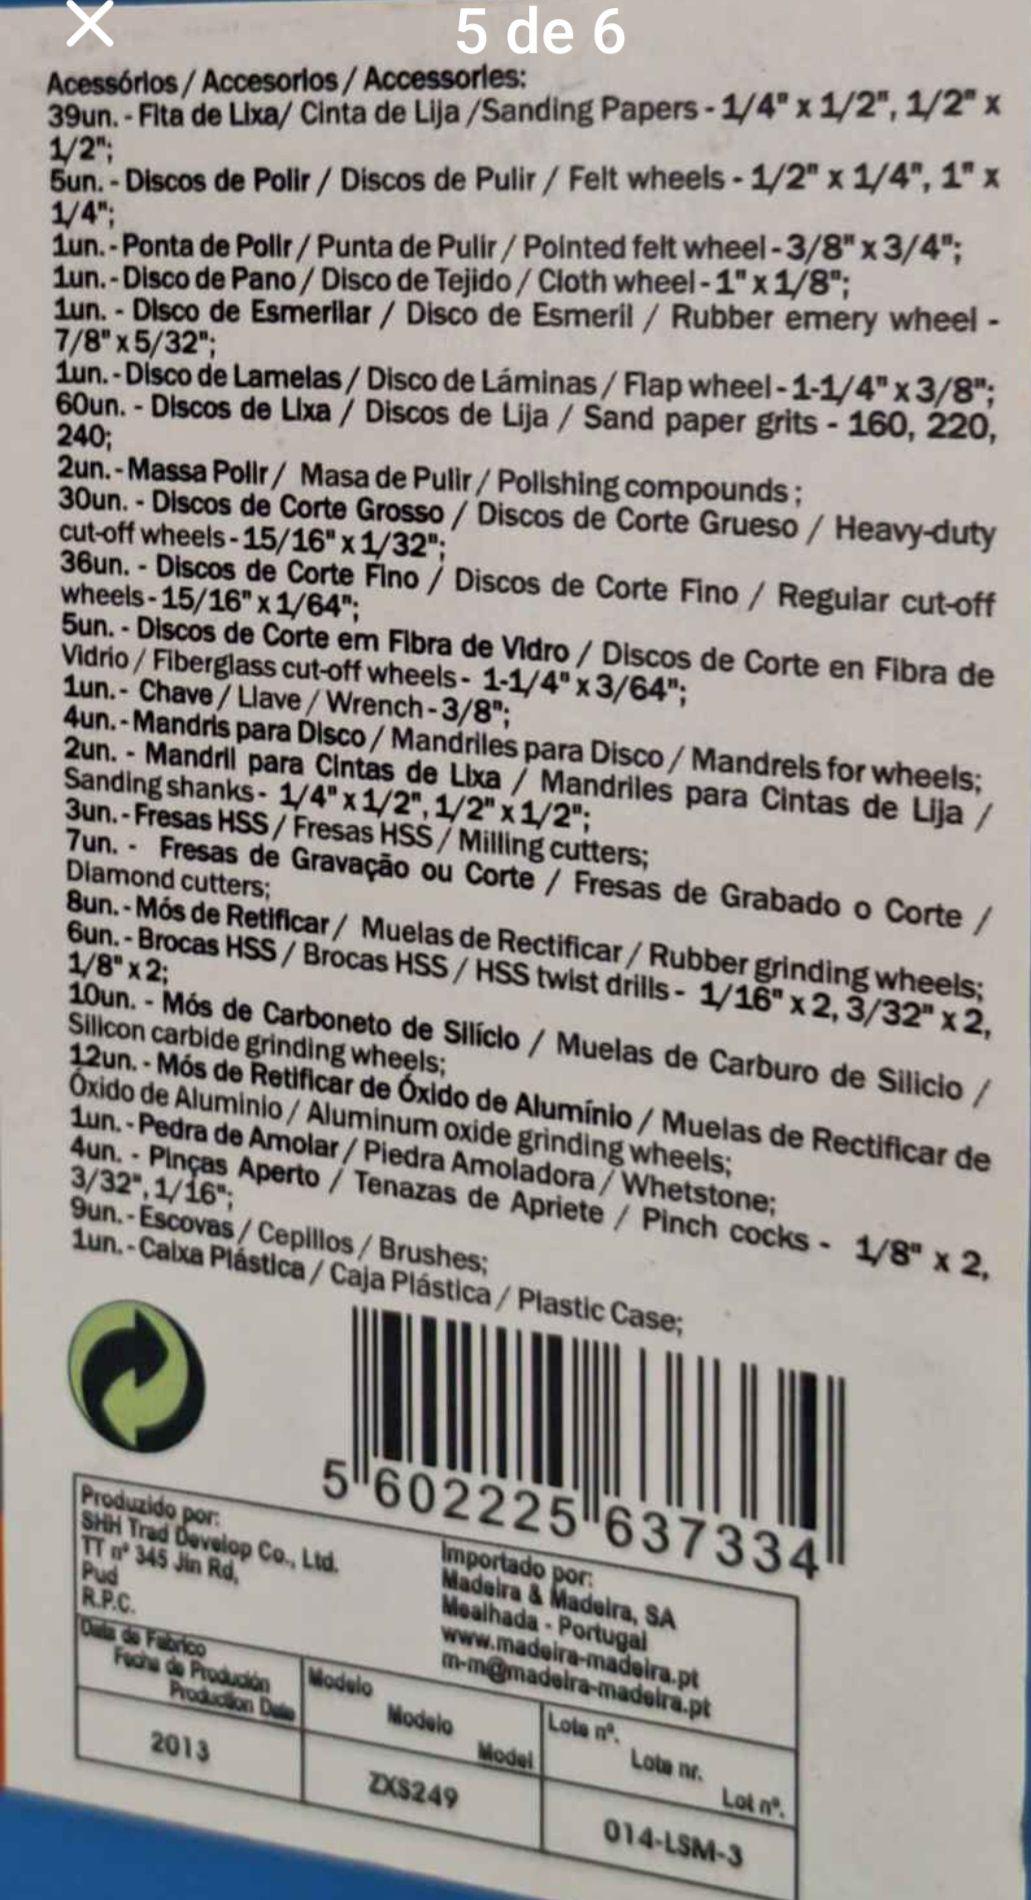 5 de 6
Acessórios / Accesorios / Accessories:
39un. - Fita de Lixa/ Cinta de Lija /Sanding Papers - 1/4" x 1/2", 1/2" x
1/2";
5un. - Discos de Polir / Discos de Pulir / Felt wheels - 1/2" x 1/4", 1" x
1/4";
1un. - Ponta de Polir / Punta de Pulir / Pointed felt wheel - 3/8" x 3/4";
1un. - Disco de Pano / Disco de Tejido / Cloth wheel - 1" x 1/8";
1un. - Disco de Esmerilar / Disco de Esmeril / Rubber emery wheel -
7/8" x 5/32";
1un. - Disco de Lamelas / Disco de Láminas / Flap wheel - 1-1/4" x 3/8";
60un. - Discos de Lixa / Discos de Lija / Sand paper grits - 160, 220,
240;
2un. - Massa Polir / Masa de Pulir / Polishing compounds ;
30un. - Discos de Corte Grosso / Discos de Corte Grueso / Heavy-duty
cut-off wheels - 15/16" x 1/32";
36un. - Discos de Corte Fino / Discos de Corte Fino / Regular cut-off
wheels - 15/16" x 1/64";
5un. - Discos de Corte em Fibra de Vidro / Discos de Corte en Fibra de
Vidrio / Fiberglass cut-off wheels - 1-1/4" x 3/64";
1un. - Chave / Llave / Wrench - 3/8";
4un. - Mandris para Disco / Mandriles para Disco / Mandrels for wheels;
2un. - Mandril para Cintas de Lixa / Mandriles para Cintas de Lija /
Sanding shanks - 1/4" x 1/2", 1/2" x 1/2";
3un. - Fresas HSS / Fresas HSS / Milling cutters;
7un. - Fresas de Gravação ou Corte / Fresas de Grabado o Corte /
Diamond cutters;
8un. - Mós de Retificar / Muelas de Rectificar / Rubber grinding wheels;
6un. - Brocas HSS / Brocas HSS / HSS twist drills - 1/16" x 2, 3/32" x 2,
1/8" x 2;
10un. - Mós de Carboneto de Silício / Muelas de Carburo de Silicio /
Silicon carbide grinding wheels;
12un. - Mós de Retificar de Óxido de Alumínio / Muelas de Rectificar de
Óxido de Aluminio / Aluminum oxide grinding wheels;
1un. - Pedra de Amolar / Piedra Amoladora / Whetstone;
4un. - Pinças Aperto / Tenazas de Apriete / Pinch cocks - 1/8" x 2,
3/32", 1/16";
9un. - Escovas / Cepillos / Brushes;
1un. - Caixa Plástica / Caja Plástica / Plastic Case;
5 602225 637334
Produzido por:
SHH Trad Develop Co., Ltd.
TT nº 345 Jin Rd,
Pud
R.P.C.
Importado por:
Madeira & Madeira, SA
Mealhada - Portugal
www.madeira-madeira.pt
m-m@madeira-madeira.pt
Data de Fabrico
Fecha de Produción
Production Date
2013
Modelo
Modelo
Model
ZXS249
Lote nº.
Lote nr.
Lot nº.
014-LSM-3